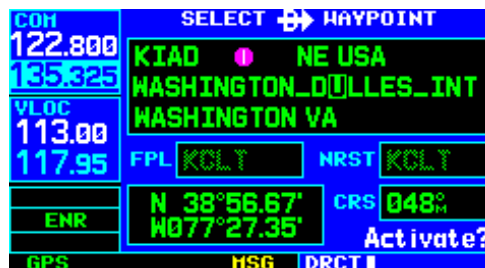 COM
122.800
135.325
VLOC
113.00
117.95
ENR
GPS
SELECT D WAYPOINT
KIAD NE USA
WASHINGTON_DULLES_INT
WASHINGTON VA
FPL KCLT NRST KCLT
N 38°56.67'
W077°27.35'
CRS 048°M
Activate?
MSG DRCT